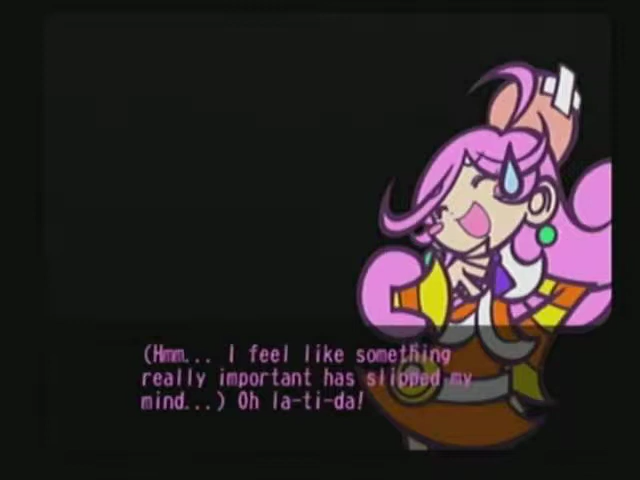 (Hmm... I feel like something
really important has slipped my
mind...) Oh la-ti-da!